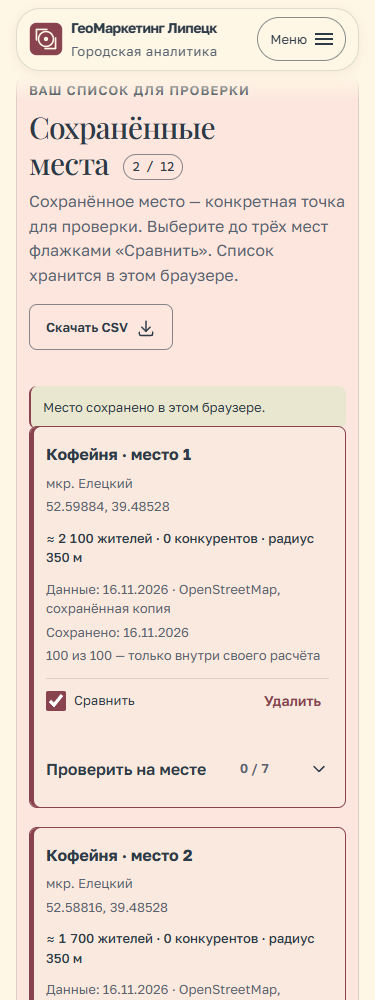 ГеоМаркетинг Липецк
Городская аналитика
Меню
ВАШ СПИСОК ДЛЯ ПРОВЕРКИ
Сохранённые
места 2 / 12
Сохранённое место — конкретная точка
для проверки. Выберите до трёх мест
флажками «Сравнить». Список
хранится в этом браузере.
Скачать CSV
Место сохранено в этом браузере.
Кофейня · место 1
мкр. Елецкий
52.59884, 39.48528
≈ 2 100 жителей · 0 конкурентов · радиус
350 м
Данные: 16.11.2026 · OpenStreetMap,
сохранённая копия
Сохранено: 16.11.2026
100 из 100 — только внутри своего расчёта
Сравнить
Удалить
Проверить на месте 0 / 7
Кофейня · место 2
мкр. Елецкий
52.58816, 39.48528
≈ 1 700 жителей · 0 конкурентов · радиус
350 м
Данные: 16.11.2026 · OpenStreetMap,